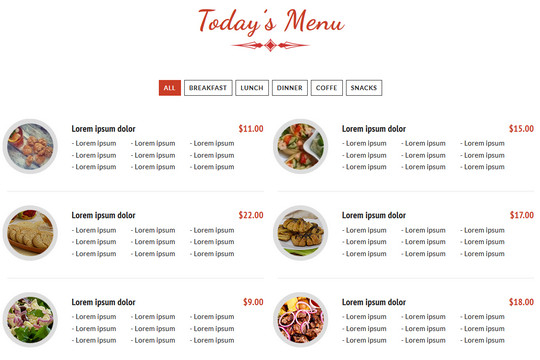 Today's Menu
ALL BREAKFAST LUNCH DINNER COFFE SNACKS
Lorem ipsum dolor $11.00
- Lorem ipsum - Lorem ipsum - Lorem ipsum
- Lorem ipsum - Lorem ipsum - Lorem ipsum
- Lorem ipsum - Lorem ipsum - Lorem ipsum
Lorem ipsum dolor $15.00
- Lorem ipsum - Lorem ipsum - Lorem ipsum
- Lorem ipsum - Lorem ipsum - Lorem ipsum
- Lorem ipsum - Lorem ipsum - Lorem ipsum
Lorem ipsum dolor $22.00
- Lorem ipsum - Lorem ipsum - Lorem ipsum
- Lorem ipsum - Lorem ipsum - Lorem ipsum
- Lorem ipsum - Lorem ipsum - Lorem ipsum
Lorem ipsum dolor $17.00
- Lorem ipsum - Lorem ipsum - Lorem ipsum
- Lorem ipsum - Lorem ipsum - Lorem ipsum
- Lorem ipsum - Lorem ipsum - Lorem ipsum
Lorem ipsum dolor $9.00
- Lorem ipsum - Lorem ipsum - Lorem ipsum
- Lorem ipsum - Lorem ipsum - Lorem ipsum
- Lorem ipsum - Lorem ipsum - Lorem ipsum
Lorem ipsum dolor $18.00
- Lorem ipsum - Lorem ipsum - Lorem ipsum
- Lorem ipsum - Lorem ipsum - Lorem ipsum
- Lorem ipsum - Lorem ipsum - Lorem ipsum